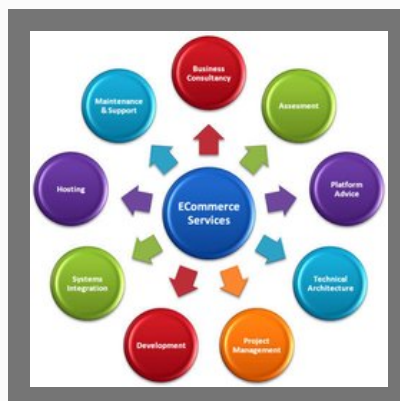 Business
Consultancy
Assesment
Platform
Advice
Technical
Architecture
Project
Management
Development
Systems
Integration
Hosting
Maintenance
& Support
ECommerce
Services